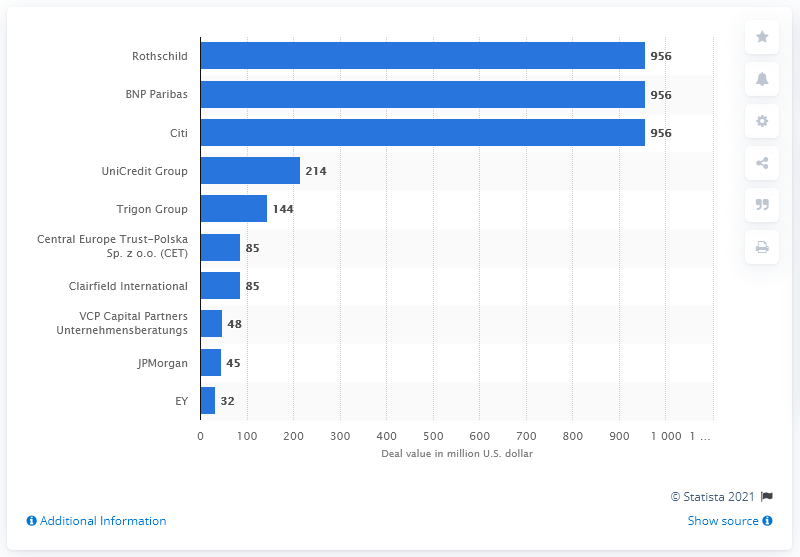 Rothschild 956
BNP Paribas 956
Citi 956
UniCredit Group 214
Trigon Group 144
Central Europe Trust-Polska
Sp. z o.o. (CET) 85
Clairfield International 85
VCP Capital Partners
Unternehmensberatungs 48
JPMorgan 45
EY 32
0 100 200 300 400 500 600 700 800 900 1 000 1 ...
Deal value in million U.S. dollar
© Statista 2021
Additional Information
Show source